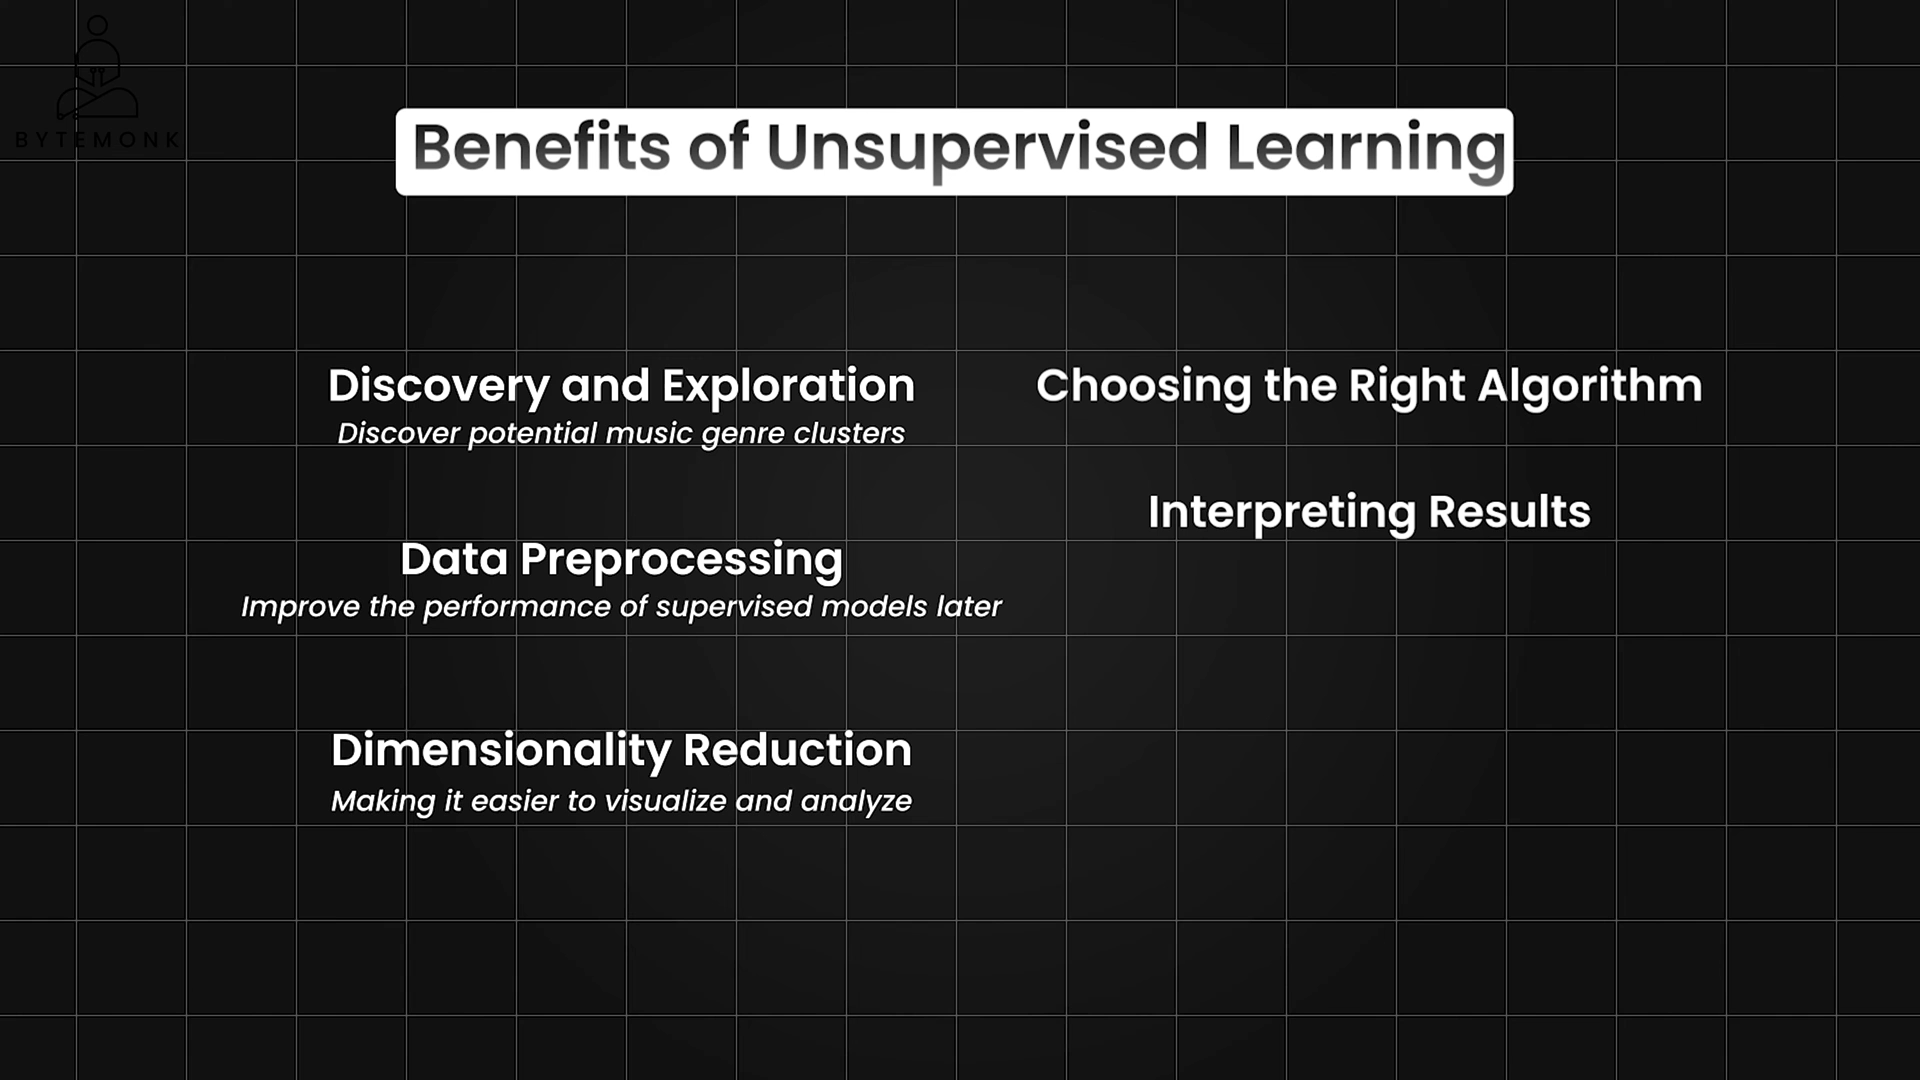 BYTEMONK
Benefits of Unsupervised Learning
Discovery and Exploration
Discover potential music genre clusters
Data Preprocessing
Improve the performance of supervised models later
Dimensionality Reduction
Making it easier to visualize and analyze
Choosing the Right Algorithm
Interpreting Results